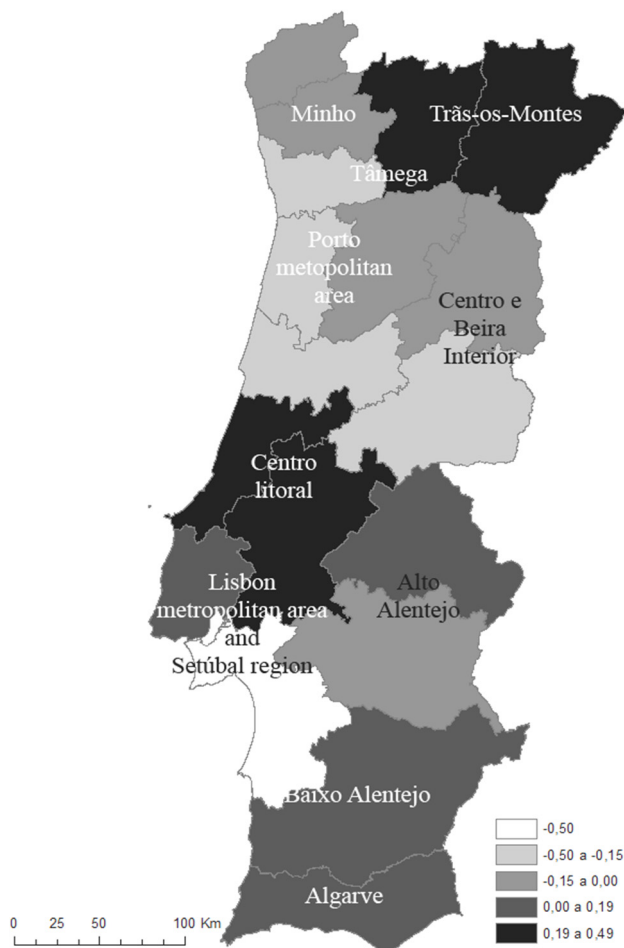 Minho
Trãs-os-Montes
Tâmega
Porto
metopolitan
area
Centro e
Beira
Interior
Centro
litoral
Lisbon
metropolitan area
and
Setúbal region
Alto
Alentejo
Baixo Alentejo
Algarve
-0,50
-0,50 a -0,15
-0,15 a 0,00
0,00 a 0,19
0,19 a 0,49
0 25 50 100 Km